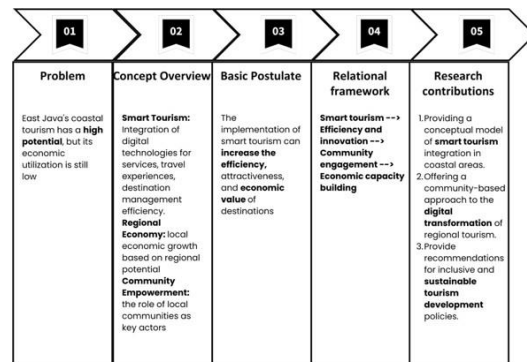 01
02
03
04
05
Problem
East Java's coastal
tourism has a high
potential, but its
economic
utilization is still
low
Concept Overview
Smart Tourism:
Integration of
digital
technologies for
services, travel
experiences,
destination
management
efficiency.
Regional
Economy: local
economic growth
based on regional
potential
Community
Empowerment:
the role of local
communities as
key actors
Basic Postulate
The
implementation of
smart tourism can
increase the
efficiency,
attractiveness,
and economic
value of
destinations
Relational
framework
Smart tourism -->
Efficiency and
innovation -->
Community
engagement -->
Economic capacity
building
Research
contributions
1.Providing a
conceptual model
of smart tourism
integration in
coastal areas.
2.Offering a
community-based
approach to the
digital
transformation of
regional tourism.
3.Provide
recommendations
for inclusive and
sustainable
tourism
development
policies.